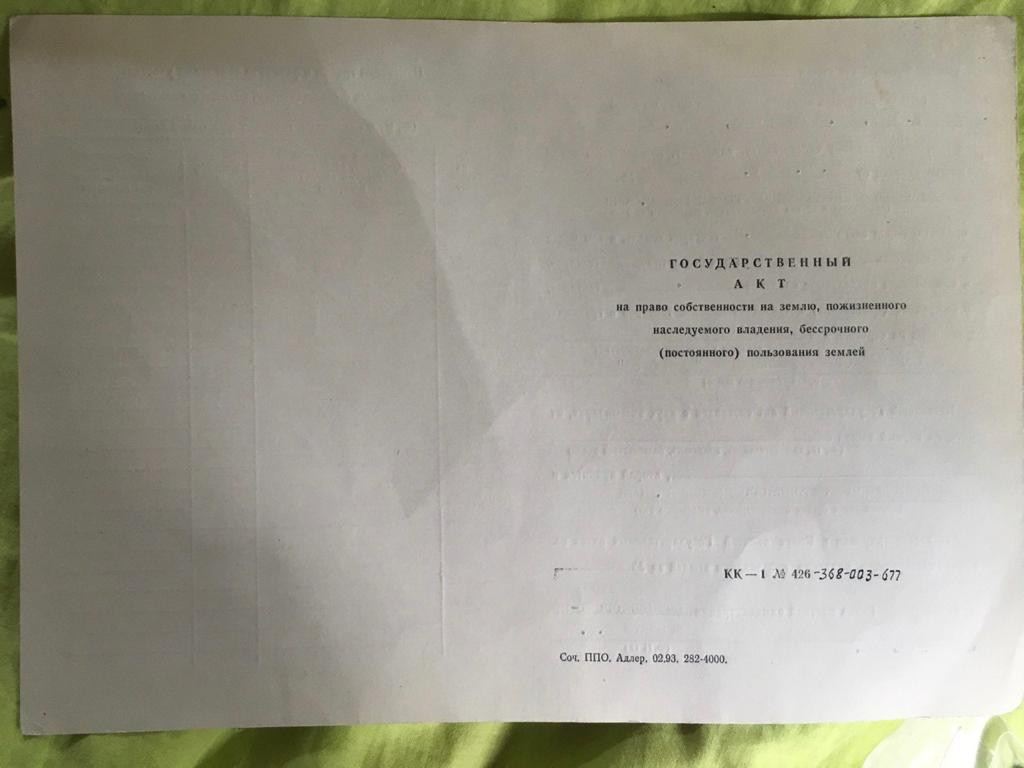 ГОСУДАРСТВЕННЫЙ
АКТ
на право собственности на землю, пожизненного
наследуемого владения, бессрочного
(постоянного) пользования землей
КК—1 № 426-368-003-677
Соч. ППО. Адлер. 02.93. 282-4000.